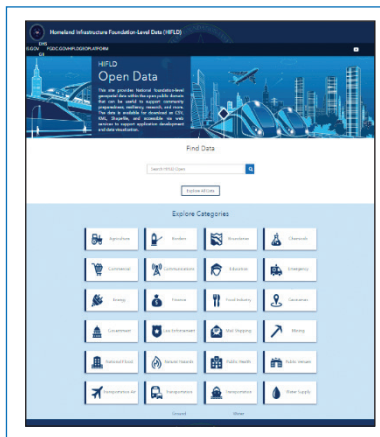 Homeland Infrastructure Foundation-Level Data (HIFLD)
HIFLD
Open Data
This site provides National foundation-level
geospatial data within the open public domain
that can be useful to support community
preparedness, resiliency, research, and more.
The data is available for download as CSV,
KML, Shapefile, and accessible via web
services to support application development
and data visualization.
Find Data
Search HIFLD Data
Explore All Data
Explore Categories
Agriculture
Borders
Boundaries
Chemicals
Commercial
Communications
Education
Emergency
Energy
Finance
Food Industry
Geonames
Government
Law Enforcement
Mail Shipping
Mining
National Flood
Natural Hazards
Public Health
Public Venues
Transportation Air
Transportation
Ground
Transportation
Water
Water Supply